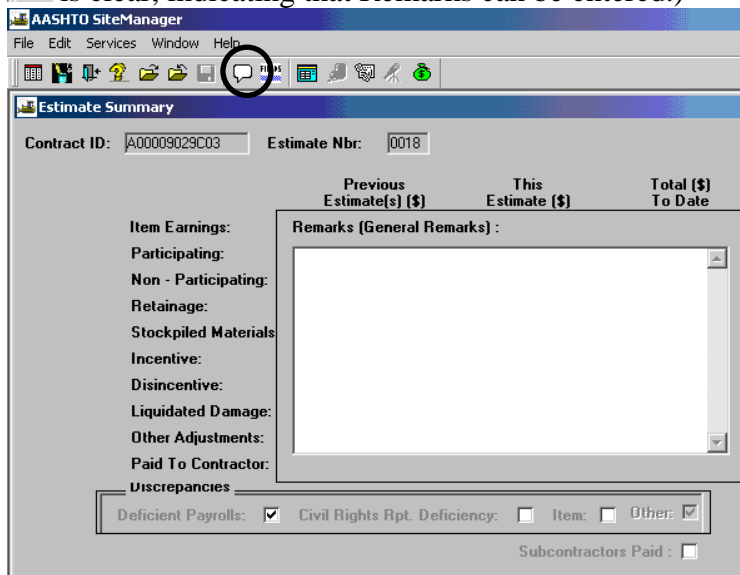 is clear, indicating that Remarks can be entered.)
AASHTO SiteManager
File Edit Services Window Help
Estimate Summary
Contract ID: A00009029C03 Estimate Nbr: 0018
Previous Estimate(s) ($) This Estimate ($) Total ($) To Date
Item Earnings:
Remarks (General Remarks) :
Participating:
Non - Participating:
Retainage:
Stockpiled Materials
Incentive:
Disincentive:
Liquidated Damage:
Other Adjustments:
Paid To Contractor:
Discrepancies
Deficient Payrolls: Civil Rights Rpt. Deficiency: Item: Other:
Subcontractors Paid :